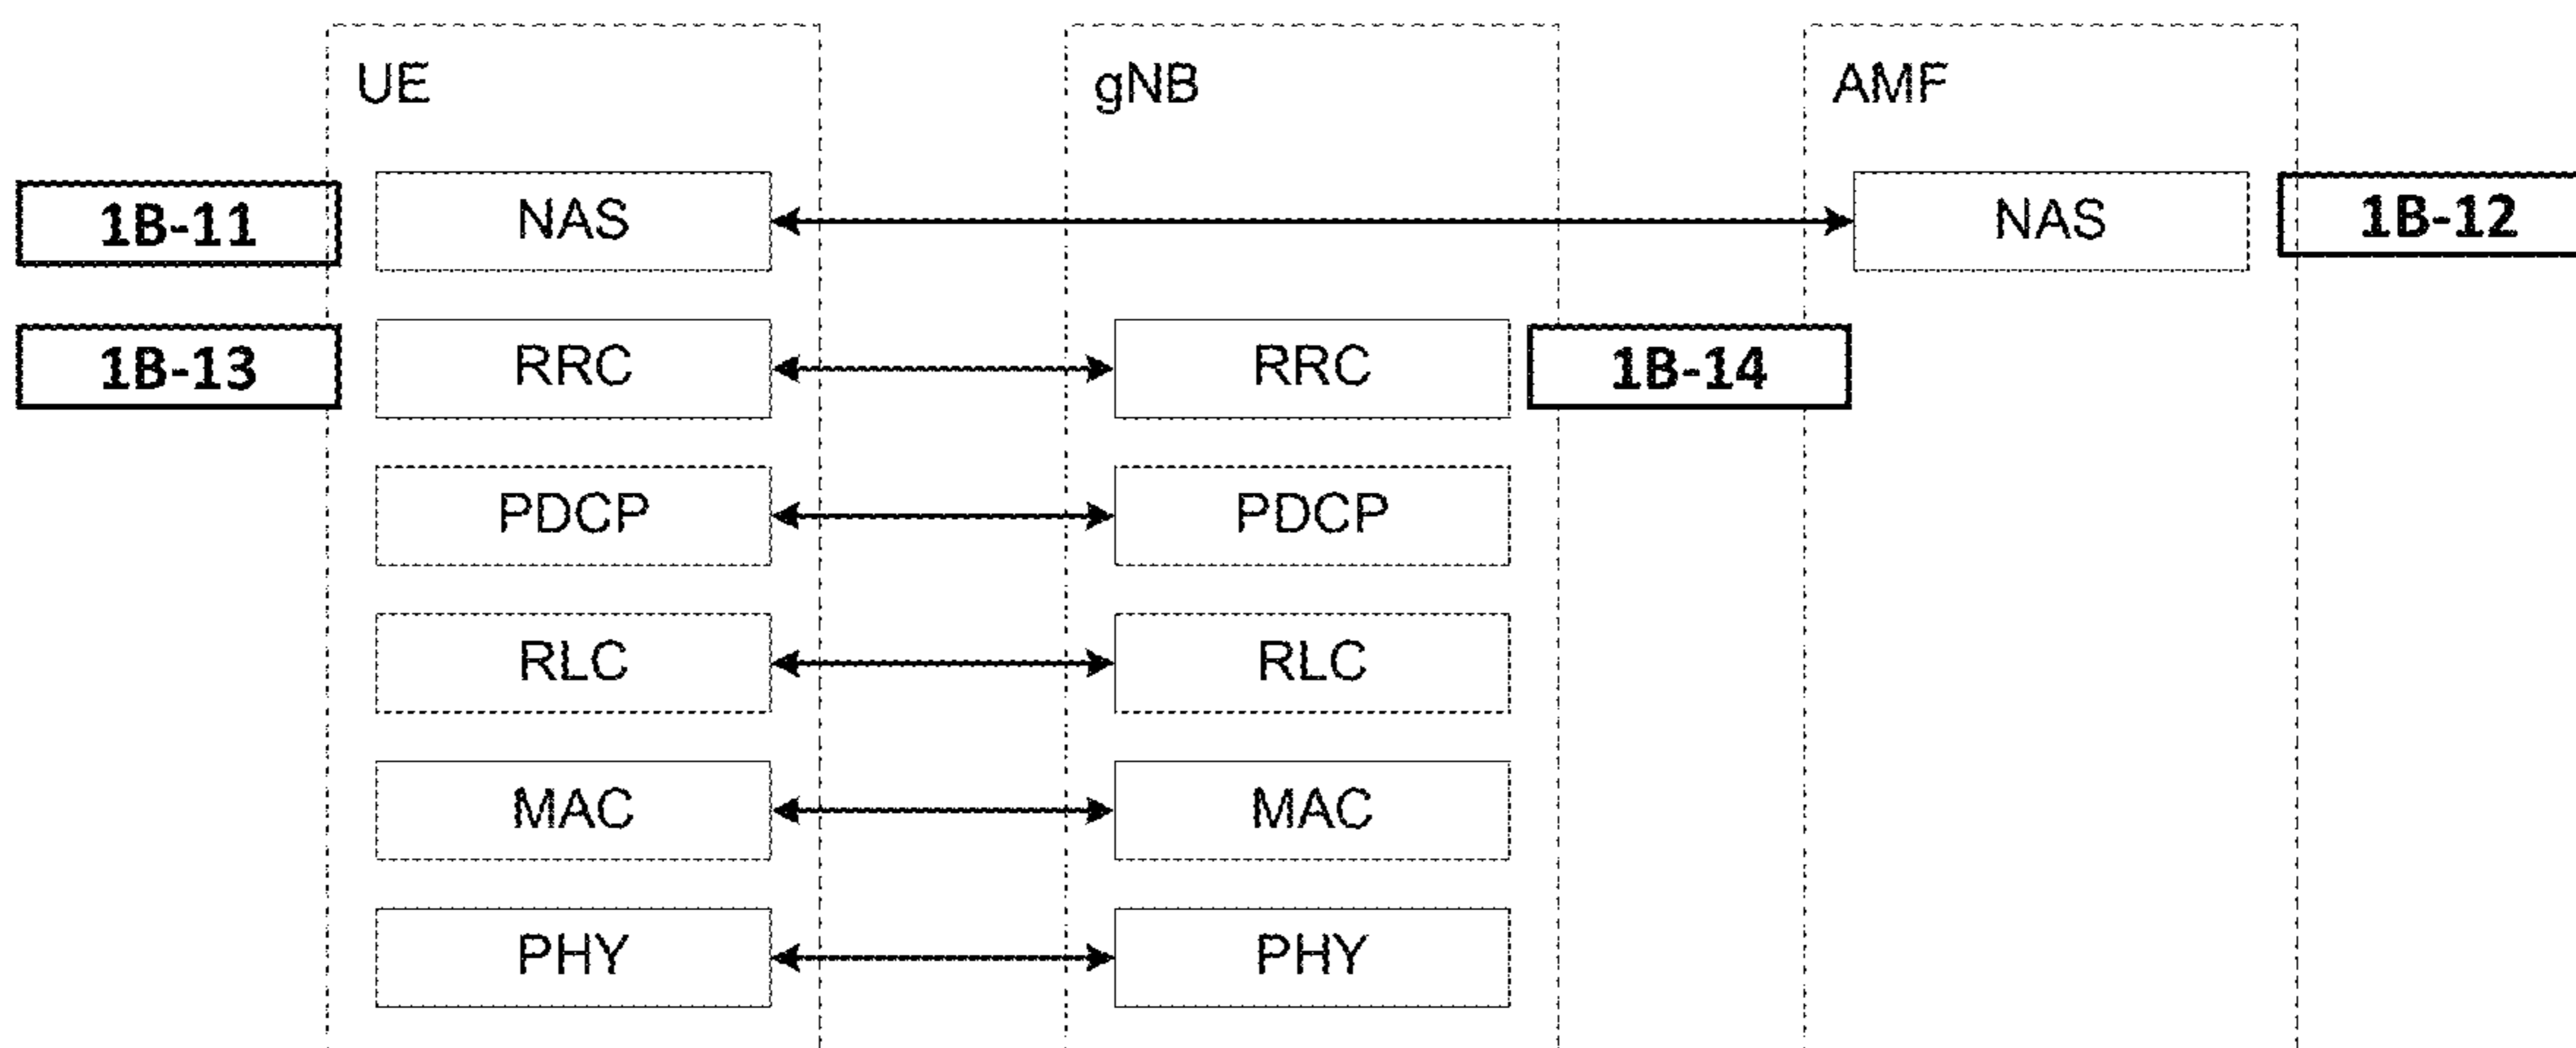 UE gNB AMF
1B-11 NAS NAS 1B-12
1B-13 RRC RRC 1B-14
PDCP PDCP
RLC RLC
MAC MAC
PHY PHY